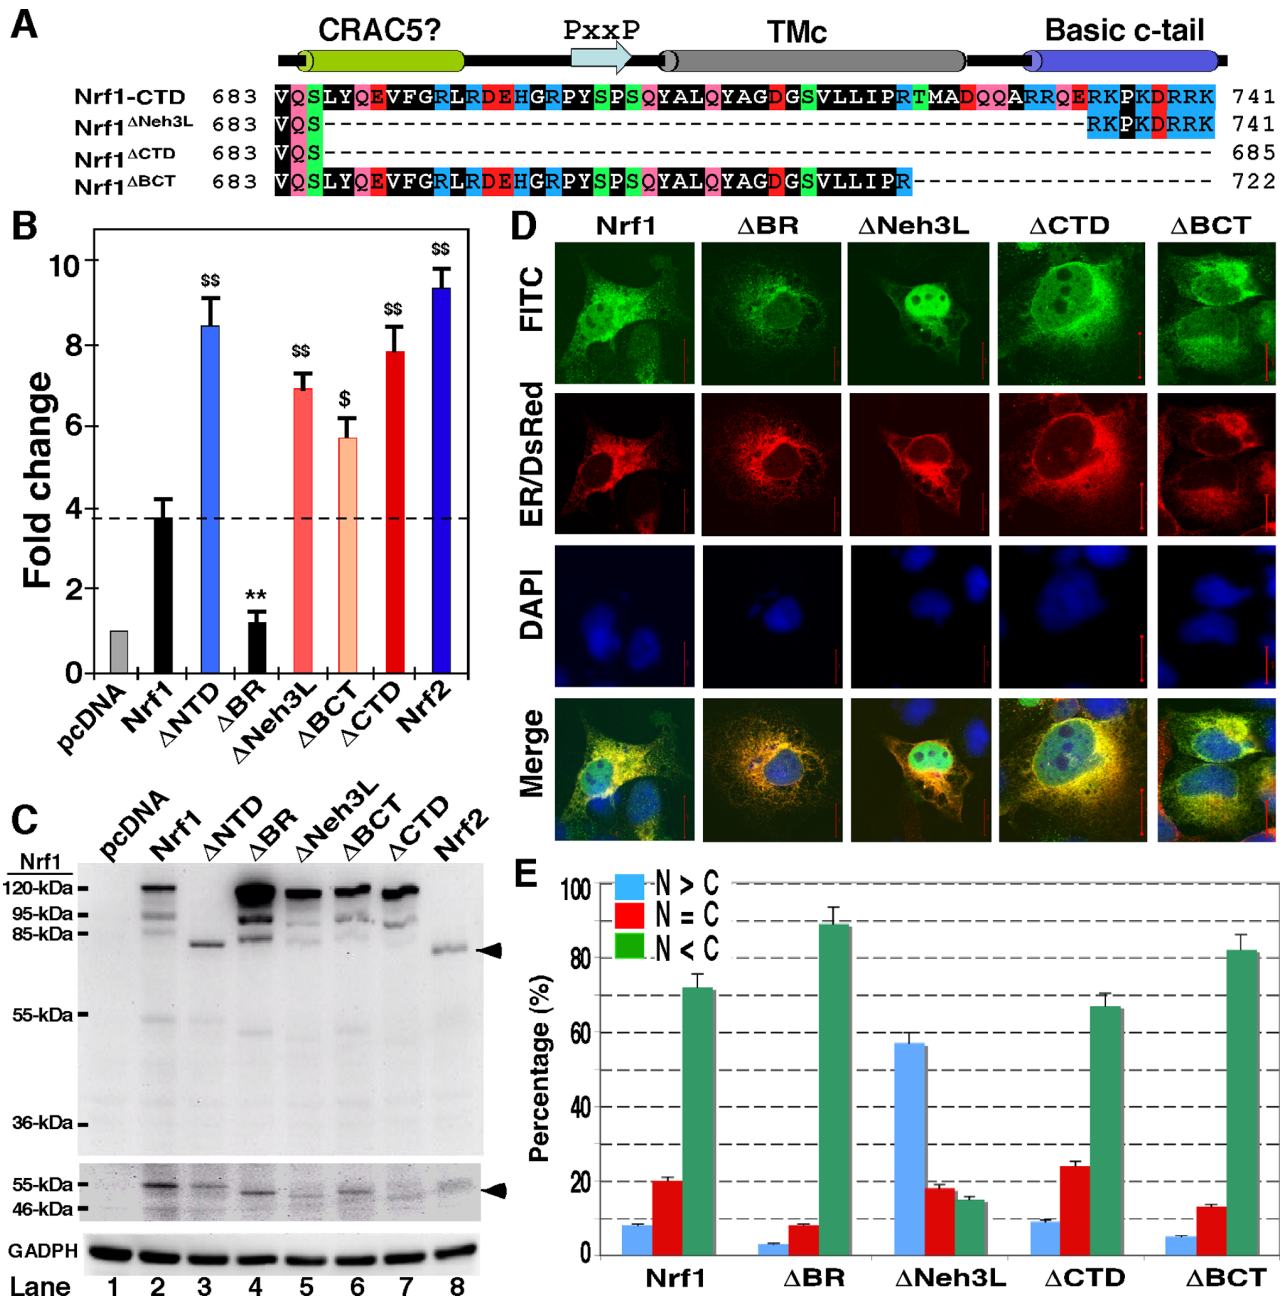 A
CRAC5? PxxP TMc Basic c-tail
Nrf1-CTD 683 VQSLYQEVFGRLRDEHGRPYSPSQYALQYAGDGSVLLIPRTMADQQARRQERKPKDRRK 741
Nrf1ΔNeh3L 683 VQS------------------------------------------------RKPKDRRK 741
Nrf1ΔCTD 683 VQS-------------------------------------------------------- 685
Nrf1ΔBCT 683 VQSLYQEVFGRLRDEHGRPYSPSQYALQYAGDGSVLLIPR------------------- 722
B
Fold change
10
8
6
4
2
0
$$
**
$$
$
$$
$$
pcDNA Nrf1 ΔNTD ΔBR ΔNeh3L ΔBCT ΔCTD Nrf2
C
pcDNA Nrf1 ΔNTD ΔBR ΔNeh3L ΔBCT ΔCTD Nrf2
Nrf1
120-kDa
95-kDa
85-kDa
55-kDa
36-kDa
55-kDa
46-kDa
GADPH
Lane 1 2 3 4 5 6 7 8
D
Nrf1 ΔBR ΔNeh3L ΔCTD ΔBCT
FITC
ER/DsRed
DAPI
Merge
E
N > C
N = C
N < C
Percentage (%)
100
80
60
40
20
0
Nrf1 ΔBR ΔNeh3L ΔCTD ΔBCT